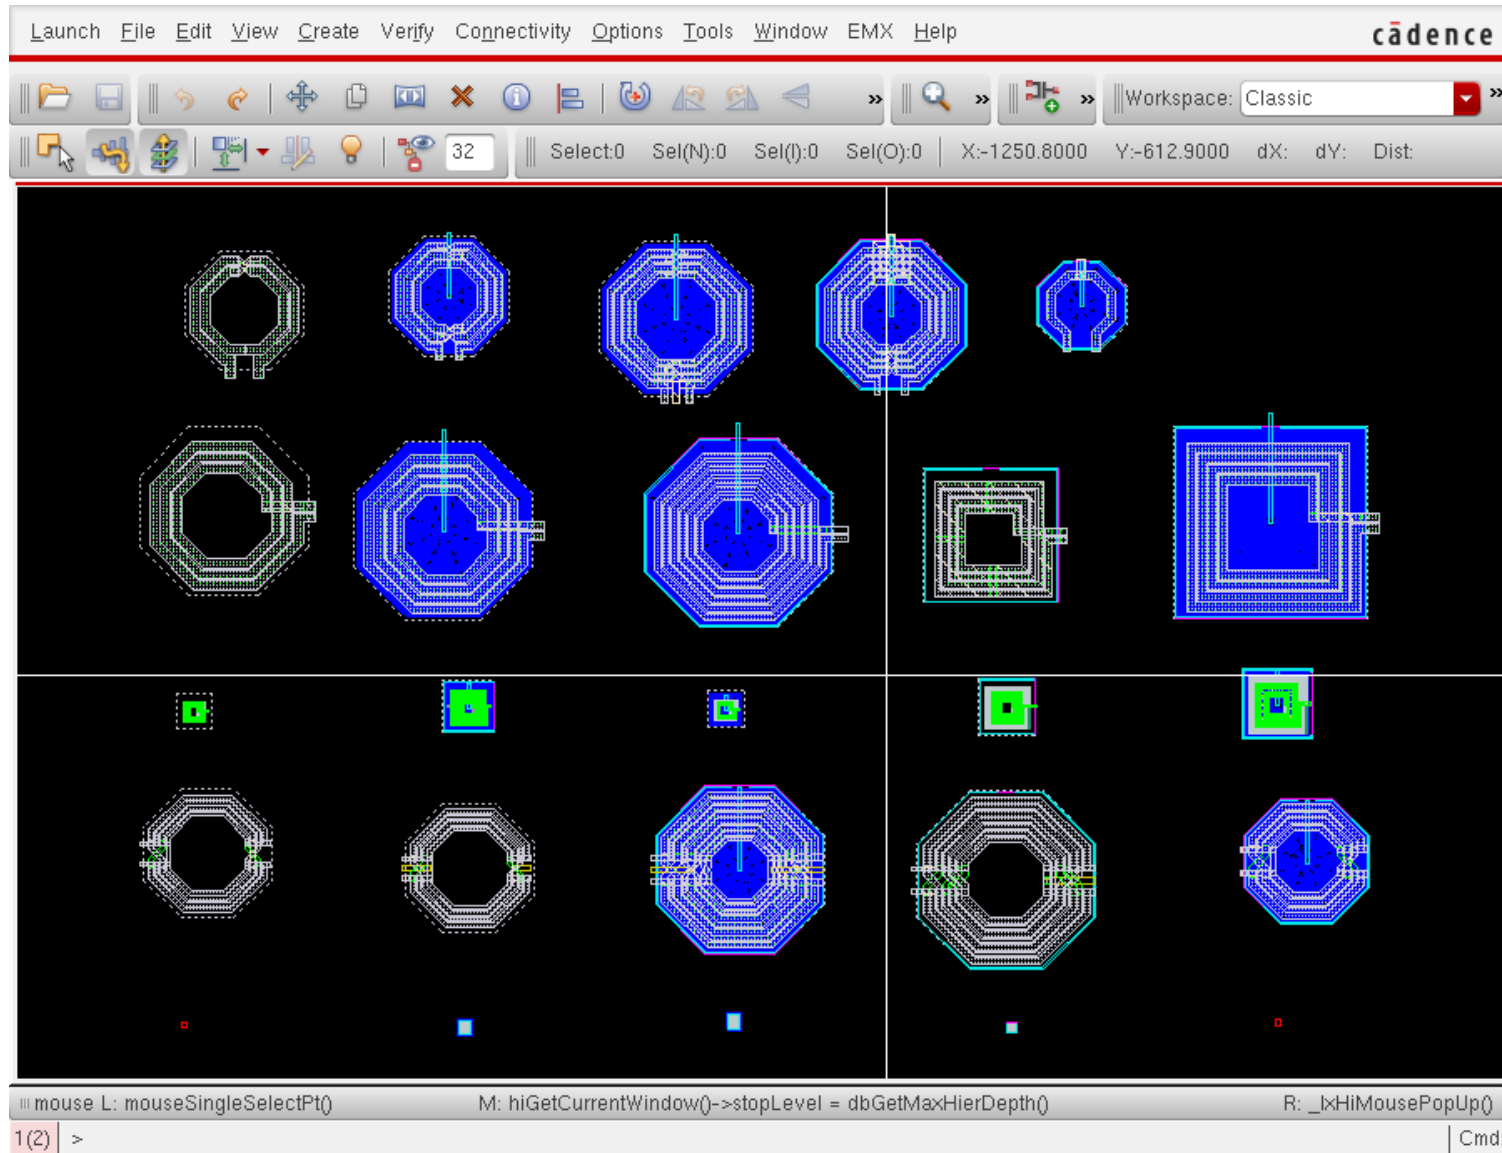 Launch File Edit View Create Verify Connectivity Options Tools Window EMX Help cādence
» » » Workspace: Classic »
32 Select:0 Sel(N):0 Sel(I):0 Sel(O):0 X:-1250.8000 Y:-612.9000 dX: dY: Dist:
mouse L: mouseSingleSelectPt() M: hiGetCurrentWindow()->stopLevel = dbGetMaxHierDepth() R: _lxHiMousePopUp()
1(2) > Cmd: